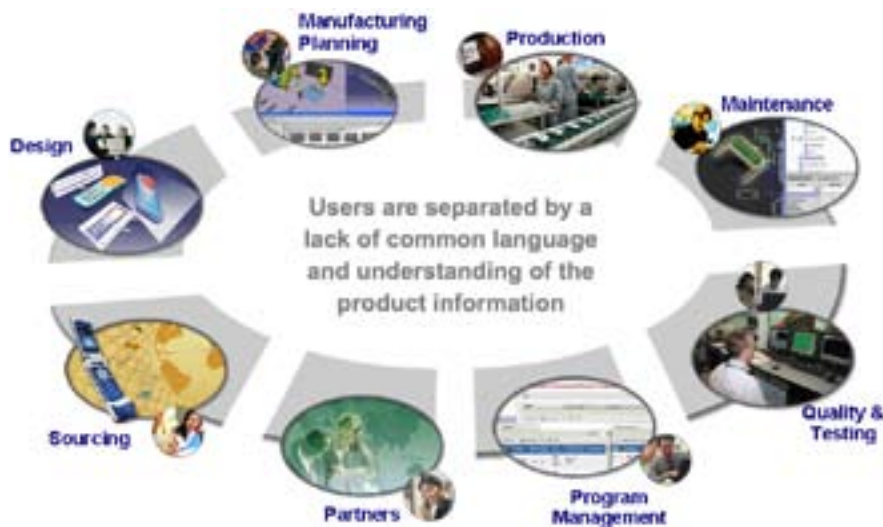 Manufacturing
Planning
Production
Maintenance
Design
Users are separated by a
lack of common language
and understanding of the
product information
Quality &
Testing
Sourcing
Partners
Program
Management